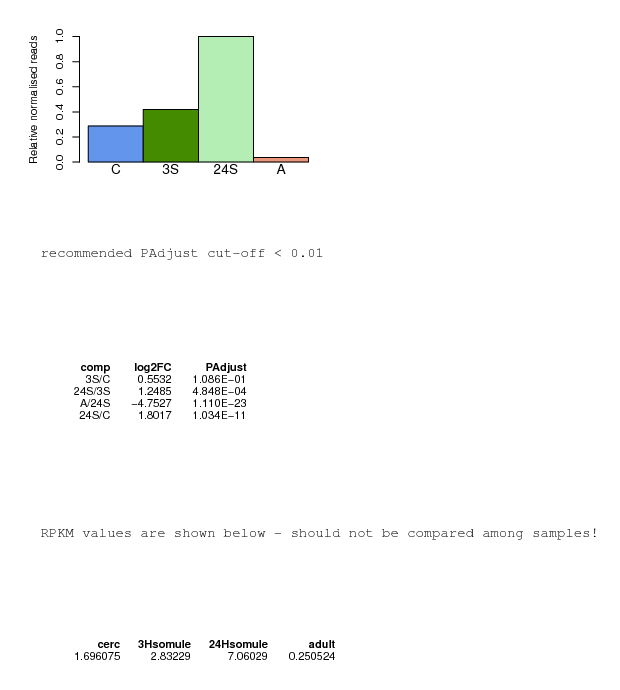 Relative normalised reads
1.0
0.8
0.6
0.4
0.2
0.0
C 3S 24S A
recommended PAdjust cut-off < 0.01
comp log2FC PAdjust
3S/C 0.5532 1.086E−01
24S/3S 1.2485 4.848E−04
A/24S −4.7527 1.110E−23
24S/C 1.8017 1.034E−11
RPKM values are shown below - should not be compared among samples!
cerc 3Hsomule 24Hsomule adult
1.696075 2.83229 7.06029 0.250524